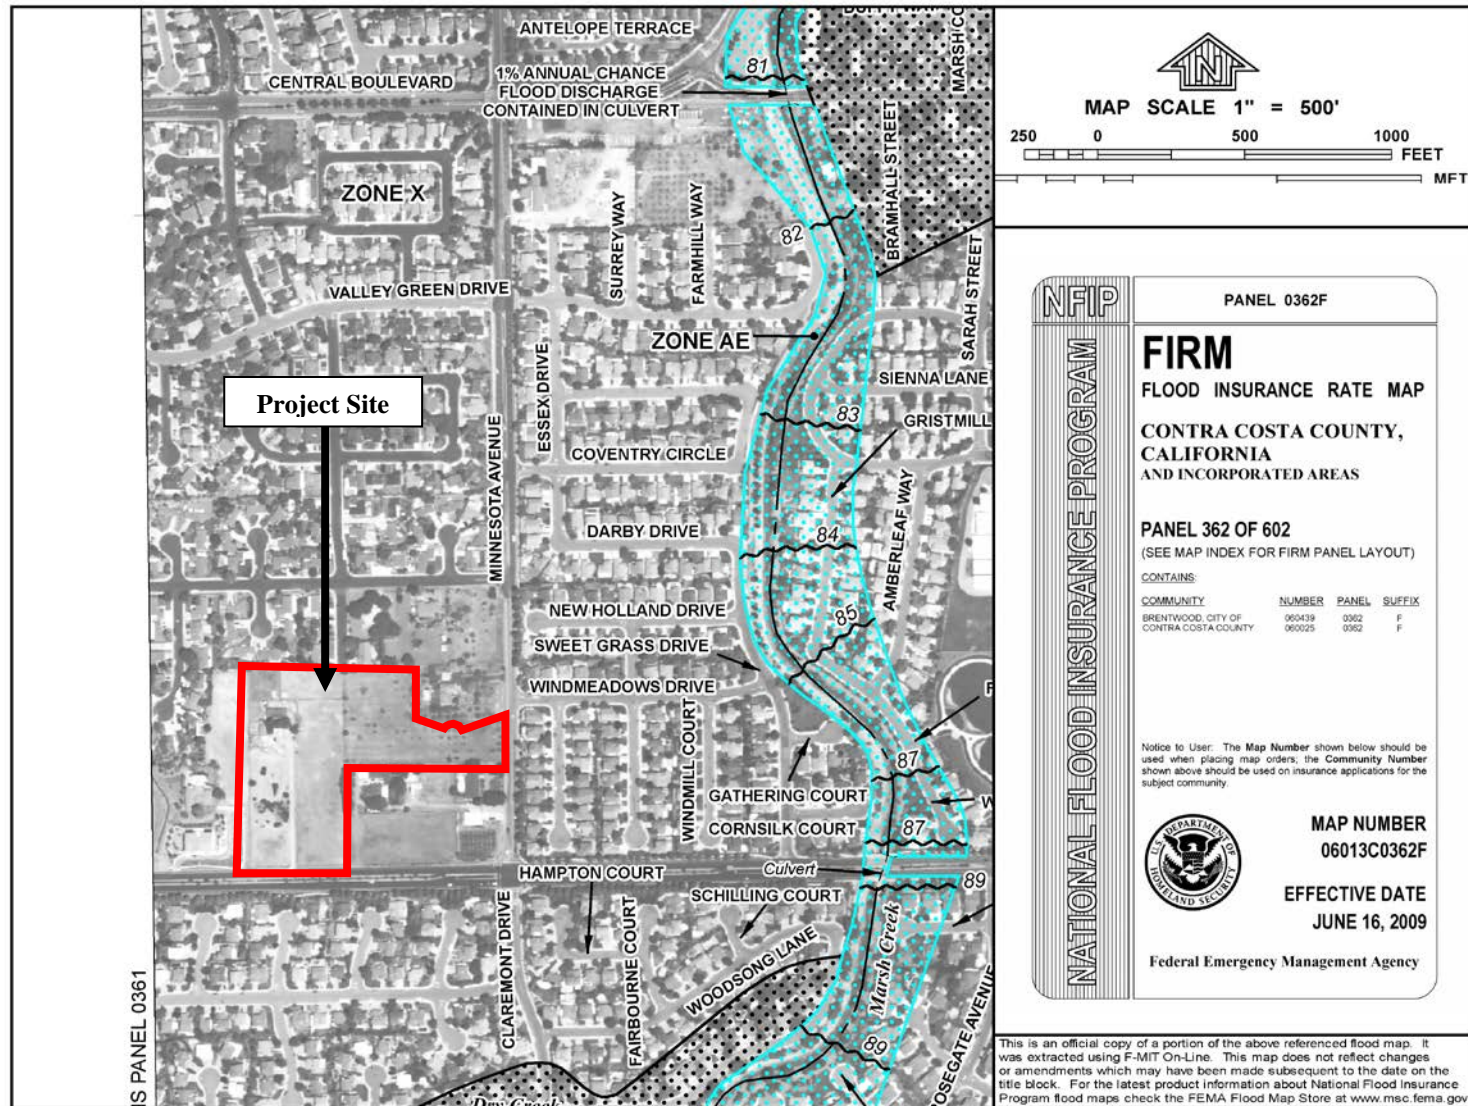 ANTELOPE TERRACE
CENTRAL BOULEVARD
1% ANNUAL CHANCE
FLOOD DISCHARGE
CONTAINED IN CULVERT
81
BRAMHALL STREET
ZONE X
SURREY WAY
FARMHILL WAY
82
VALLEY GREEN DRIVE
SARAH STREET
ZONE AE
Project Site
ESSEX DRIVE
SIENNA LANE
83
GRISTMILL
MINNESOTA AVENUE
COVENTRY CIRCLE
AMBERLEAF WAY
DARBY DRIVE
84
NEW HOLLAND DRIVE
85
SWEET GRASS DRIVE
WINDMEADOWS DRIVE
WINDMILL COURT
87
GATHERING COURT
CORNSILK COURT
87
Culvert
HAMPTON COURT
89
SCHILLING COURT
CLAREMONT DRIVE
FAIRBOURNE COURT
WOODSONG LANE
Marsh Creek
89
OSEGATE AVENUE
IS PANEL 0361
Dry Creek
MAP SCALE 1" = 500'
250 0 500 1000
FEET
MET
NFIP
PANEL 0362F
NATIONAL FLOOD INSURANCE PROGRAM
FIRM
FLOOD INSURANCE RATE MAP
CONTRA COSTA COUNTY,
CALIFORNIA
AND INCORPORATED AREAS
PANEL 362 OF 602
(SEE MAP INDEX FOR FIRM PANEL LAYOUT)
CONTAINS:
COMMUNITY NUMBER PANEL SUFFIX
BRENTWOOD, CITY OF 060439 0362 F
CONTRA COSTA COUNTY 060025 0362 F
Notice to User: The Map Number shown below should be
used when placing map orders; the Community Number
shown above should be used on insurance applications for the
subject community.
U.S. DEPARTMENT OF HOMELAND SECURITY
MAP NUMBER
06013C0362F
EFFECTIVE DATE
JUNE 16, 2009
Federal Emergency Management Agency
This is an official copy of a portion of the above referenced flood map. It
was extracted using F-MIT On-Line. This map does not reflect changes
or amendments which may have been made subsequent to the date on the
title block. For the latest product information about National Flood Insurance
Program flood maps check the FEMA Flood Map Store at www.msc.fema.gov